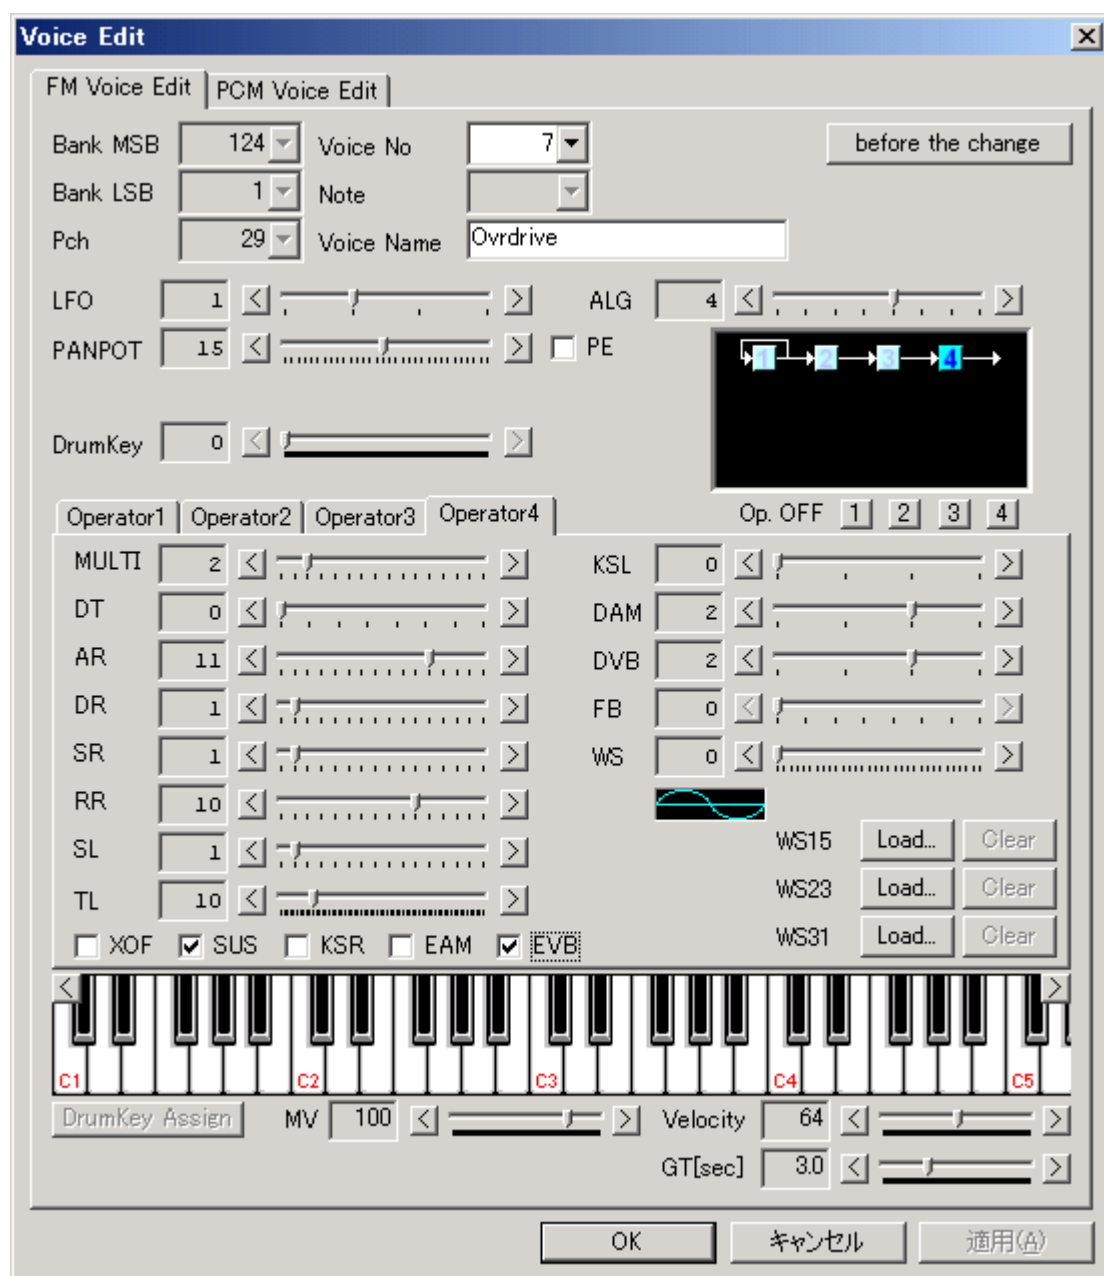 Voice Edit
FM Voice Edit PCM Voice Edit
Bank MSB 124 Voice No 7 before the change
Bank LSB 1 Note
Pch 29 Voice Name Ovrdrive
LFO 1 ALG 4
PANPOT 15 PE
1 2 3 4
DrumKey 0
Operator1 Operator2 Operator3 Operator4 Op. OFF 1 2 3 4
MULTI 2 KSL 0
DT 0 DAM 2
AR 11 DVB 2
DR 1 FB 0
SR 1 WS 0
RR 10
SL 1 WS15 Load... Clear
TL 10 WS23 Load... Clear
XOF SUS KSR EAM EVB WS31 Load... Clear
C1 C2 C3 C4 C5
DrumKey Assign MV 100 Velocity 64
GT[sec] 3.0
OK キャンセル 適用(A)